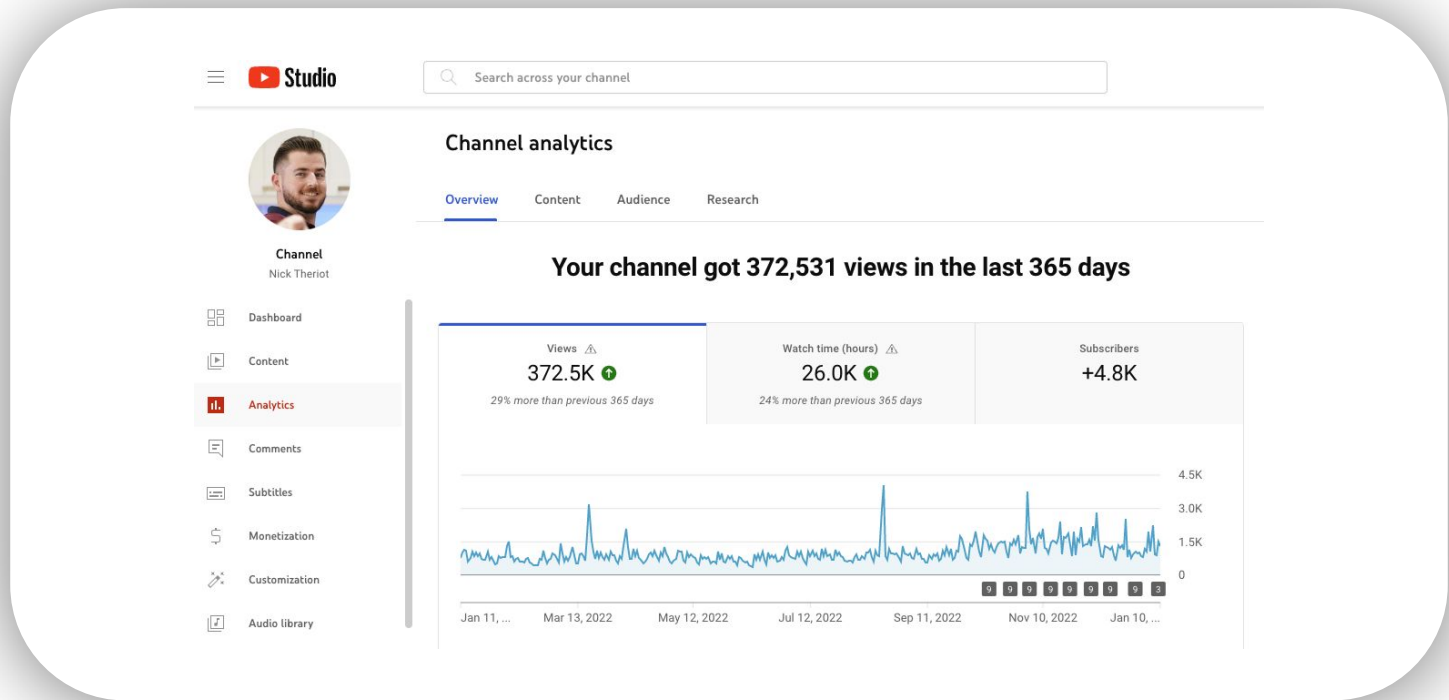 Studio
Search across your channel
Channel
Nick Theriot
Dashboard
Content
Analytics
Comments
Subtitles
Monetization
Customization
Audio library
Channel analytics
Overview Content Audience Research
Your channel got 372,531 views in the last 365 days
Views Watch time (hours) Subscribers
372.5K 26.0K +4.8K
29% more than previous 365 days 24% more than previous 365 days
4.5K
3.0K
1.5K
0
9 9 9 9 9 9 9 9 3
Jan 11, ... Mar 13, 2022 May 12, 2022 Jul 12, 2022 Sep 11, 2022 Nov 10, 2022 Jan 10, ...